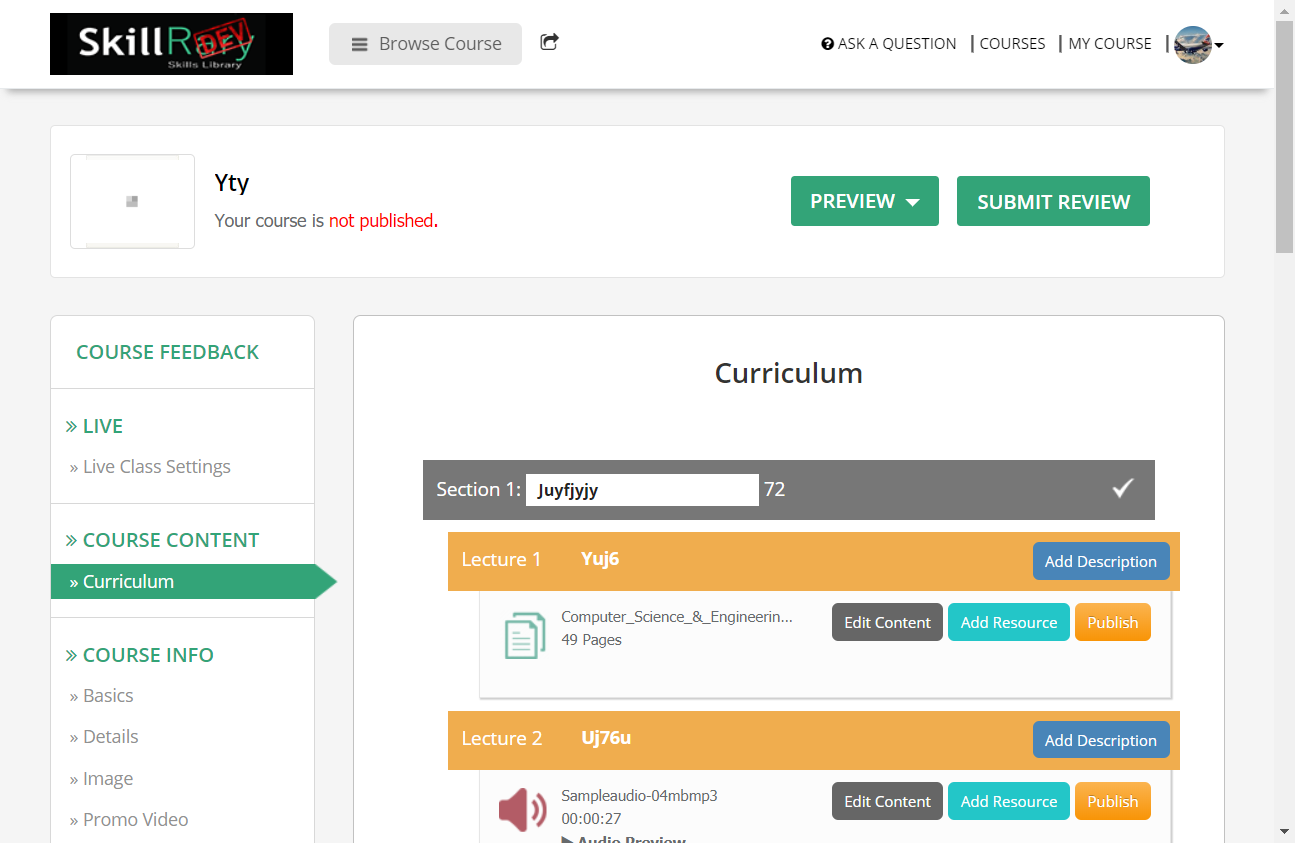 SkillRary DEV
Skills Library
Browse Course
ASK A QUESTION
COURSES
MY COURSE
Yty
Your course is not published.
PREVIEW
SUBMIT REVIEW
COURSE FEEDBACK
» LIVE
» Live Class Settings
» COURSE CONTENT
» Curriculum
» COURSE INFO
» Basics
» Details
» Image
» Promo Video
Curriculum
Section 1: Juyfjyjy 72
Lecture 1 Yuj6 Add Description
Computer_Science_&_Engineerin...
49 Pages
Edit Content Add Resource Publish
Lecture 2 Uj76u Add Description
Sampleaudio-04mbmp3
00:00:27
Edit Content Add Resource Publish
Audio Preview